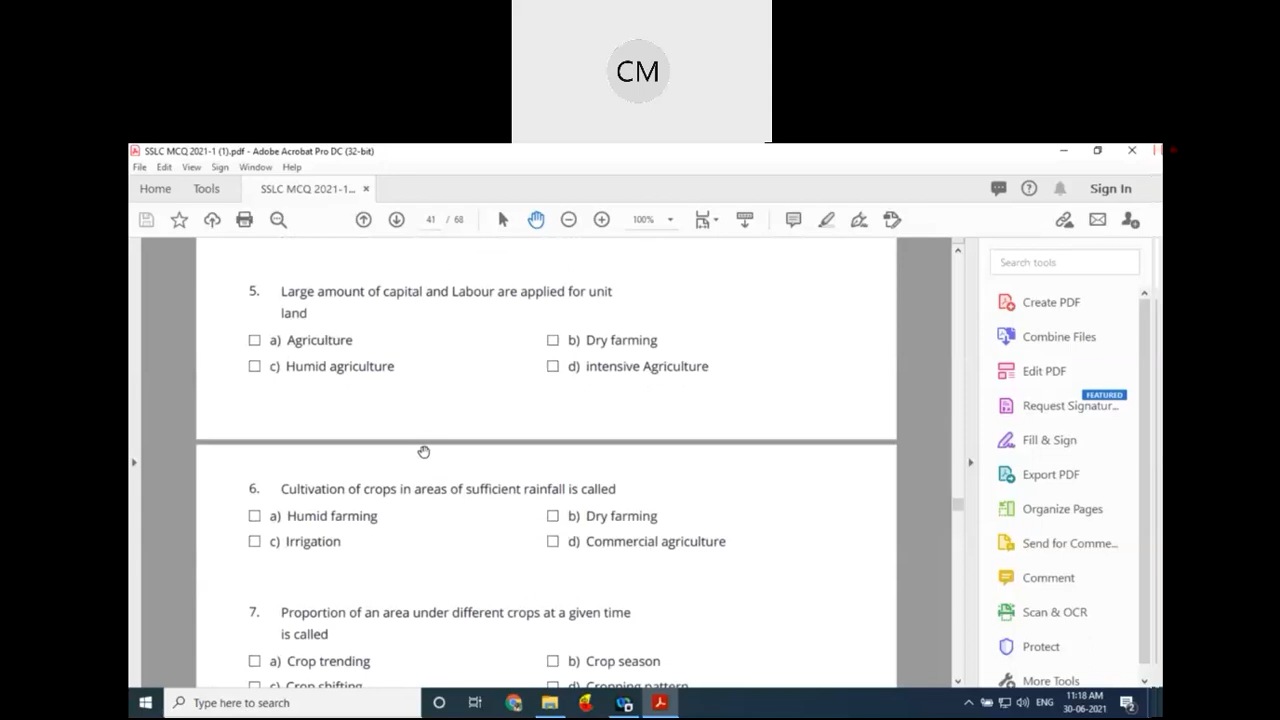 CM
SSLC MCQ 2021-1 (1).pdf - Adobe Acrobat Pro DC (32-bit)
File Edit View Sign Window Help
Home Tools SSLC MCQ 2021-1... × Sign In
41 / 68 100%
5. Large amount of capital and Labour are applied for unit
land
a) Agriculture b) Dry farming
c) Humid agriculture d) intensive Agriculture
6. Cultivation of crops in areas of sufficient rainfall is called
a) Humid farming b) Dry farming
c) Irrigation d) Commercial agriculture
7. Proportion of an area under different crops at a given time
is called
a) Crop trending b) Crop season
c) Crop shifting d) Cropping pattern
Search tools
Create PDF
Combine Files
Edit PDF
FEATURED
Request Signatur...
Fill & Sign
Export PDF
Organize Pages
Send for Comme...
Comment
Scan & OCR
Protect
More Tools
Type here to search
ENG
11:18 AM
30-06-2021
2